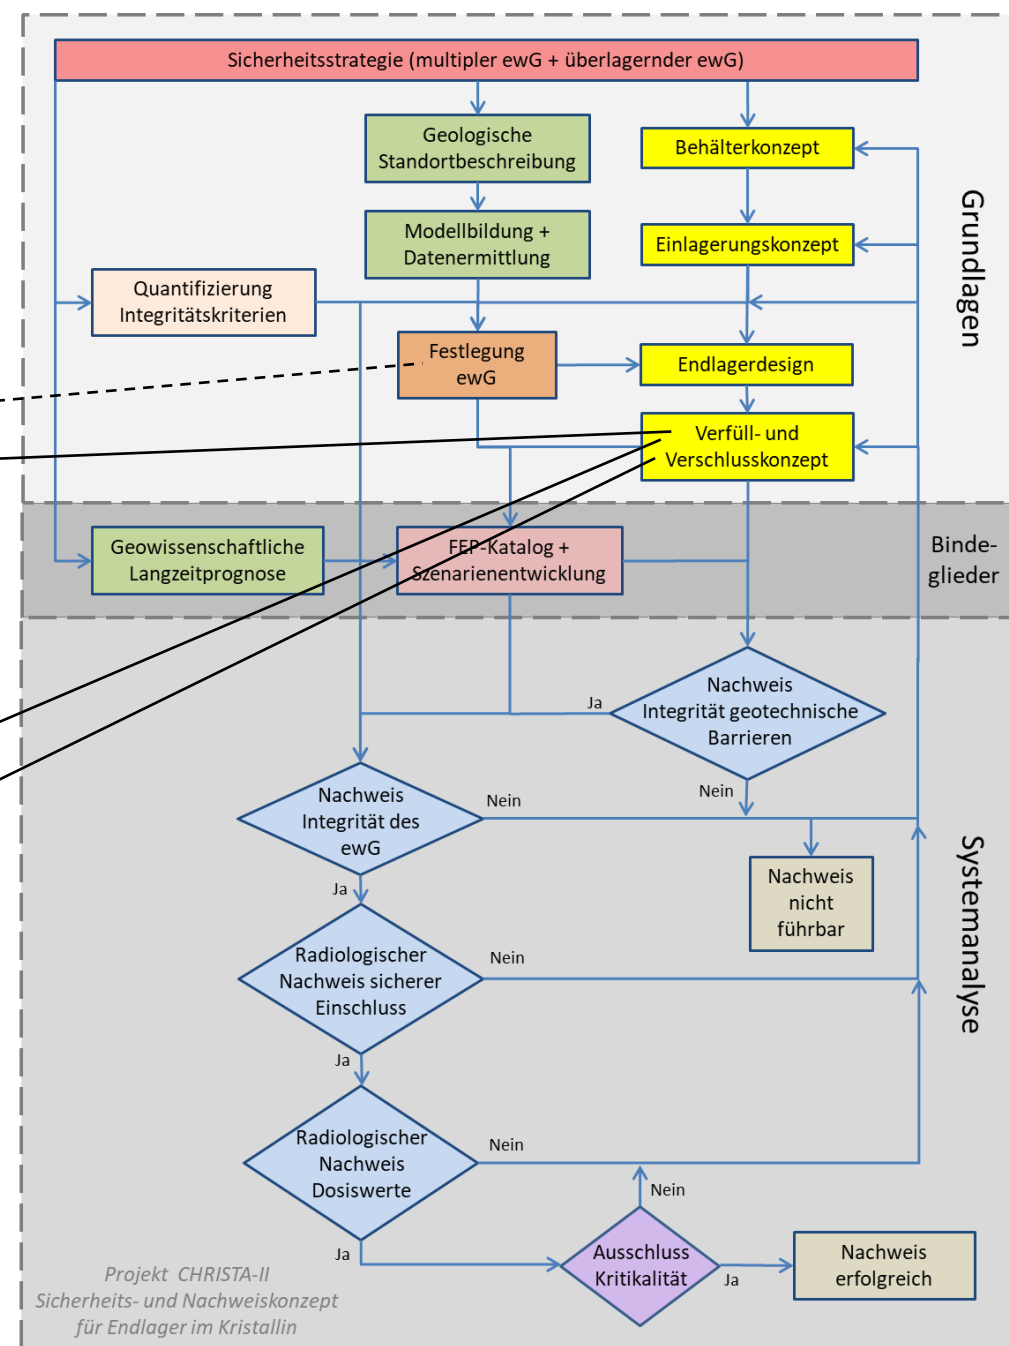 Sicherheitsstrategie (multipler ewG + überlagernder ewG)
Geologische
Standortbeschreibung
Behälterkonzept
Modellbildung +
Datenermittlung
Einlagerungskonzept
Grundlagen
Quantifizierung
Integritätskriterien
Festlegung
ewG
Endlagerdesign
Verfüll- und
Verschlusskonzept
Geowissenschaftliche
Langzeitprognose
FEP-Katalog +
Szenarienentwicklung
Binde-
glieder
Nachweis
Integrität geotechnische
Barrieren
Ja
Nein
Nachweis
Integrität des
ewG
Nein
Ja
Nachweis
nicht
führbar
Systemanalyse
Radiologischer
Nachweis sicherer
Einschluss
Nein
Ja
Radiologischer
Nachweis
Dosiswerte
Nein
Nein
Ja
Ausschluss
Kritikalität
Ja
Nachweis
erfolgreich
Projekt CHRISTA-II
Sicherheits- und Nachweiskonzept
für Endlager im Kristallin